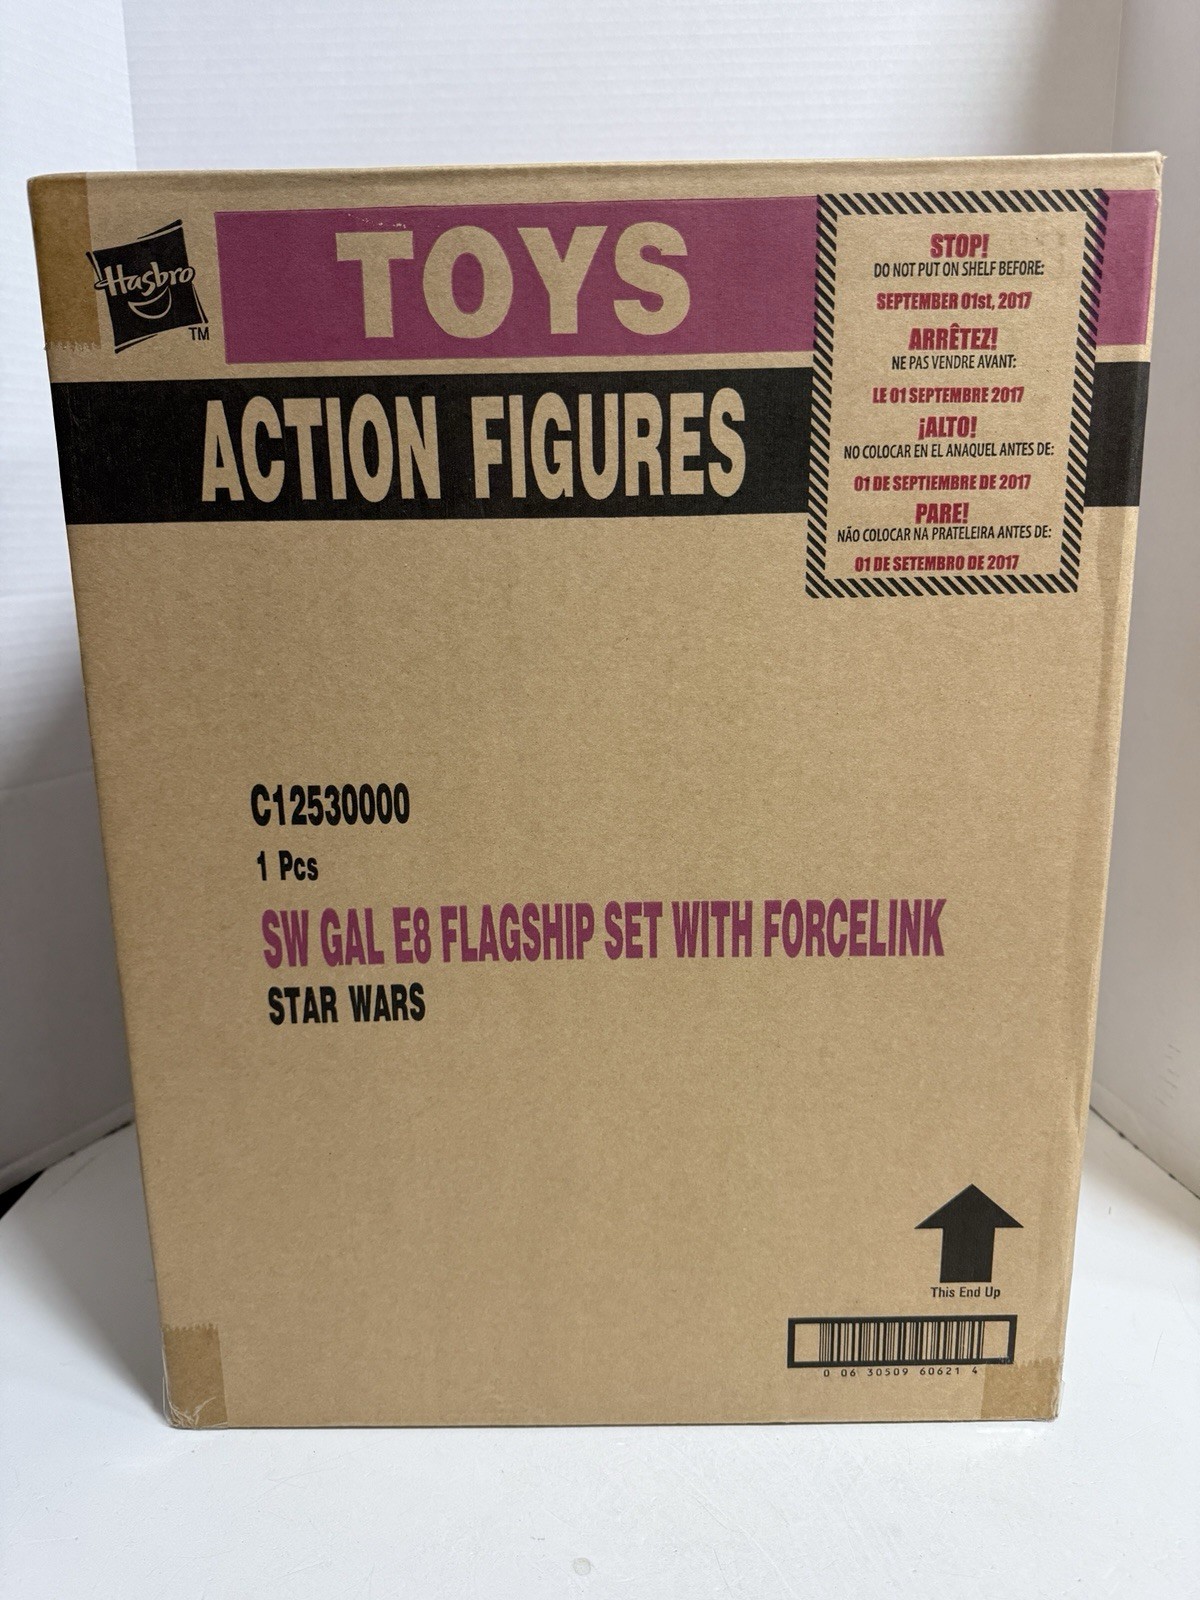 Hasbro
TM
TOYS
ACTION FIGURES
STOP!
DO NOT PUT ON SHELF BEFORE:
SEPTEMBER 01st, 2017
ARRÊTEZ!
NE PAS VENDRE AVANT:
LE 01 SEPTEMBRE 2017
¡ALTO!
NO COLOCAR EN EL ANAQUEL ANTES DE:
01 DE SEPTIEMBRE DE 2017
PARE!
NÃO COLOCAR NA PRATELEIRA ANTES DE:
01 DE SETEMBRO DE 2017
C12530000
1 Pcs
SW GAL E8 FLAGSHIP SET WITH FORCELINK
STAR WARS
This End Up
0 06 30509 60621 4